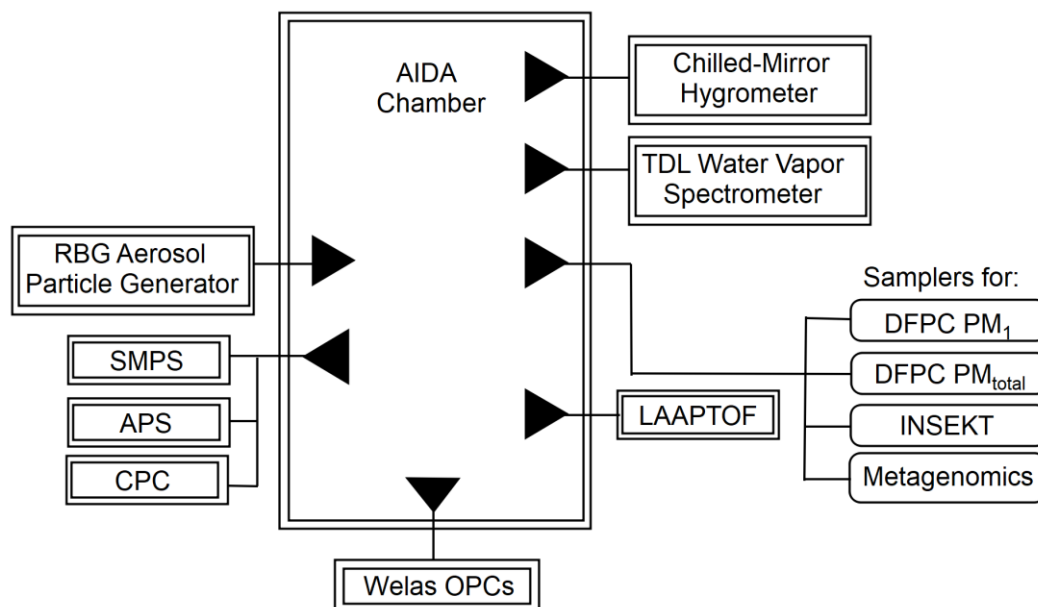 AIDA
Chamber
Chilled-Mirror
Hygrometer
TDL Water Vapor
Spectrometer
RBG Aerosol
Particle Generator
SMPS
APS
CPC
Samplers for:
DFPC PM₁
DFPC PMtotal
INSEKT
Metagenomics
LAAPTOF
Welas OPCs